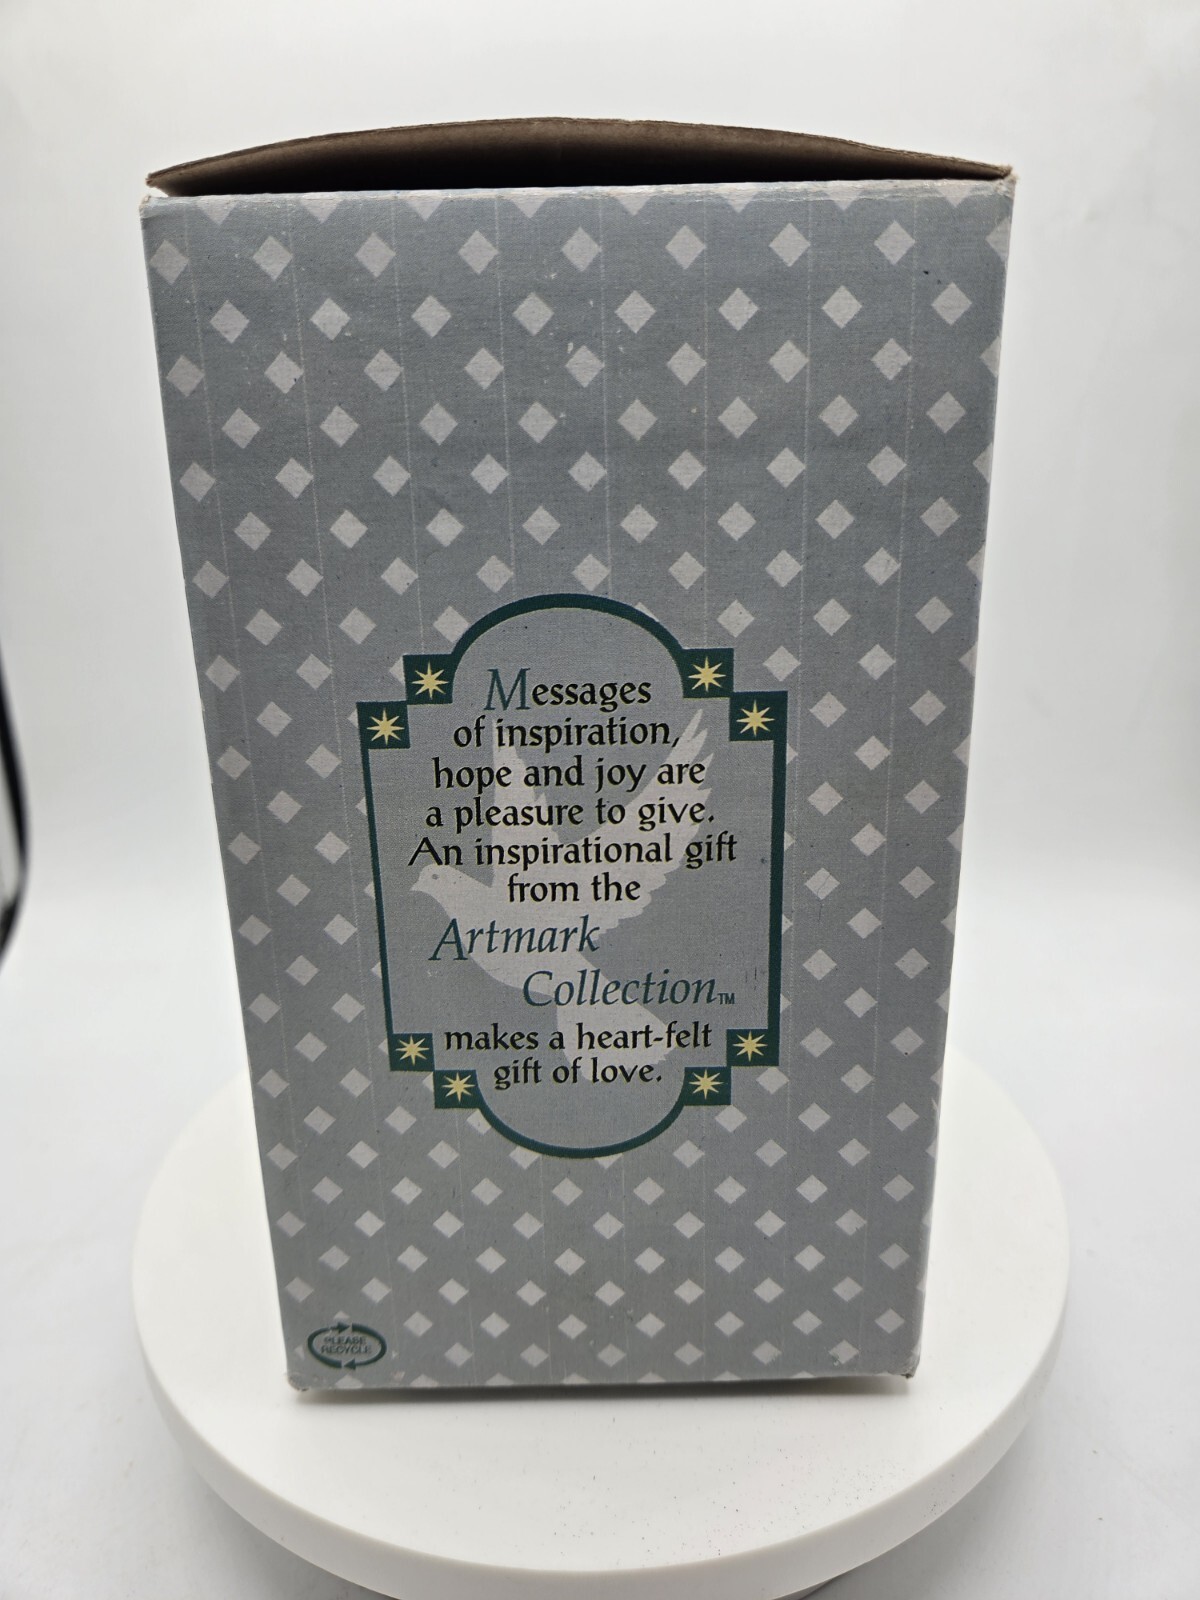 Messages
of inspiration,
hope and joy are
a pleasure to give.
An inspirational gift
from the
Artmark
Collection™
makes a heart-felt
gift of love.
PLEASE
RECYCLE